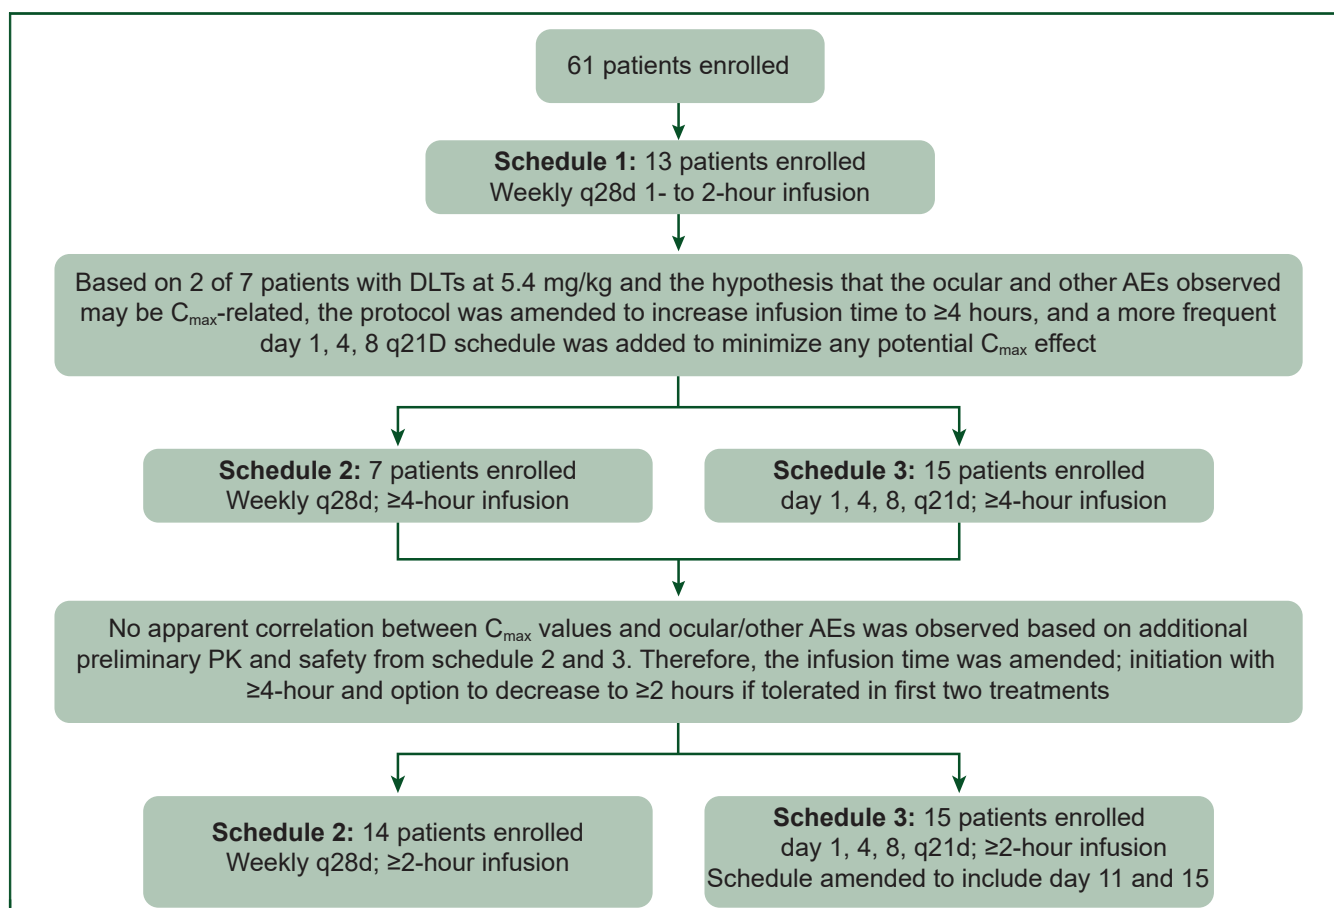 61 patients enrolled
Schedule 1: 13 patients enrolled
Weekly q28d 1- to 2-hour infusion
Based on 2 of 7 patients with DLTs at 5.4 mg/kg and the hypothesis that the ocular and other AEs observed
may be Cmax-related, the protocol was amended to increase infusion time to ≥4 hours, and a more frequent
day 1, 4, 8 q21D schedule was added to minimize any potential Cmax effect
Schedule 2: 7 patients enrolled
Weekly q28d; ≥4-hour infusion
Schedule 3: 15 patients enrolled
day 1, 4, 8, q21d; ≥4-hour infusion
No apparent correlation between Cmax values and ocular/other AEs was observed based on additional
preliminary PK and safety from schedule 2 and 3. Therefore, the infusion time was amended; initiation with
≥4-hour and option to decrease to ≥2 hours if tolerated in first two treatments
Schedule 2: 14 patients enrolled
Weekly q28d; ≥2-hour infusion
Schedule 3: 15 patients enrolled
day 1, 4, 8, q21d; ≥2-hour infusion
Schedule amended to include day 11 and 15